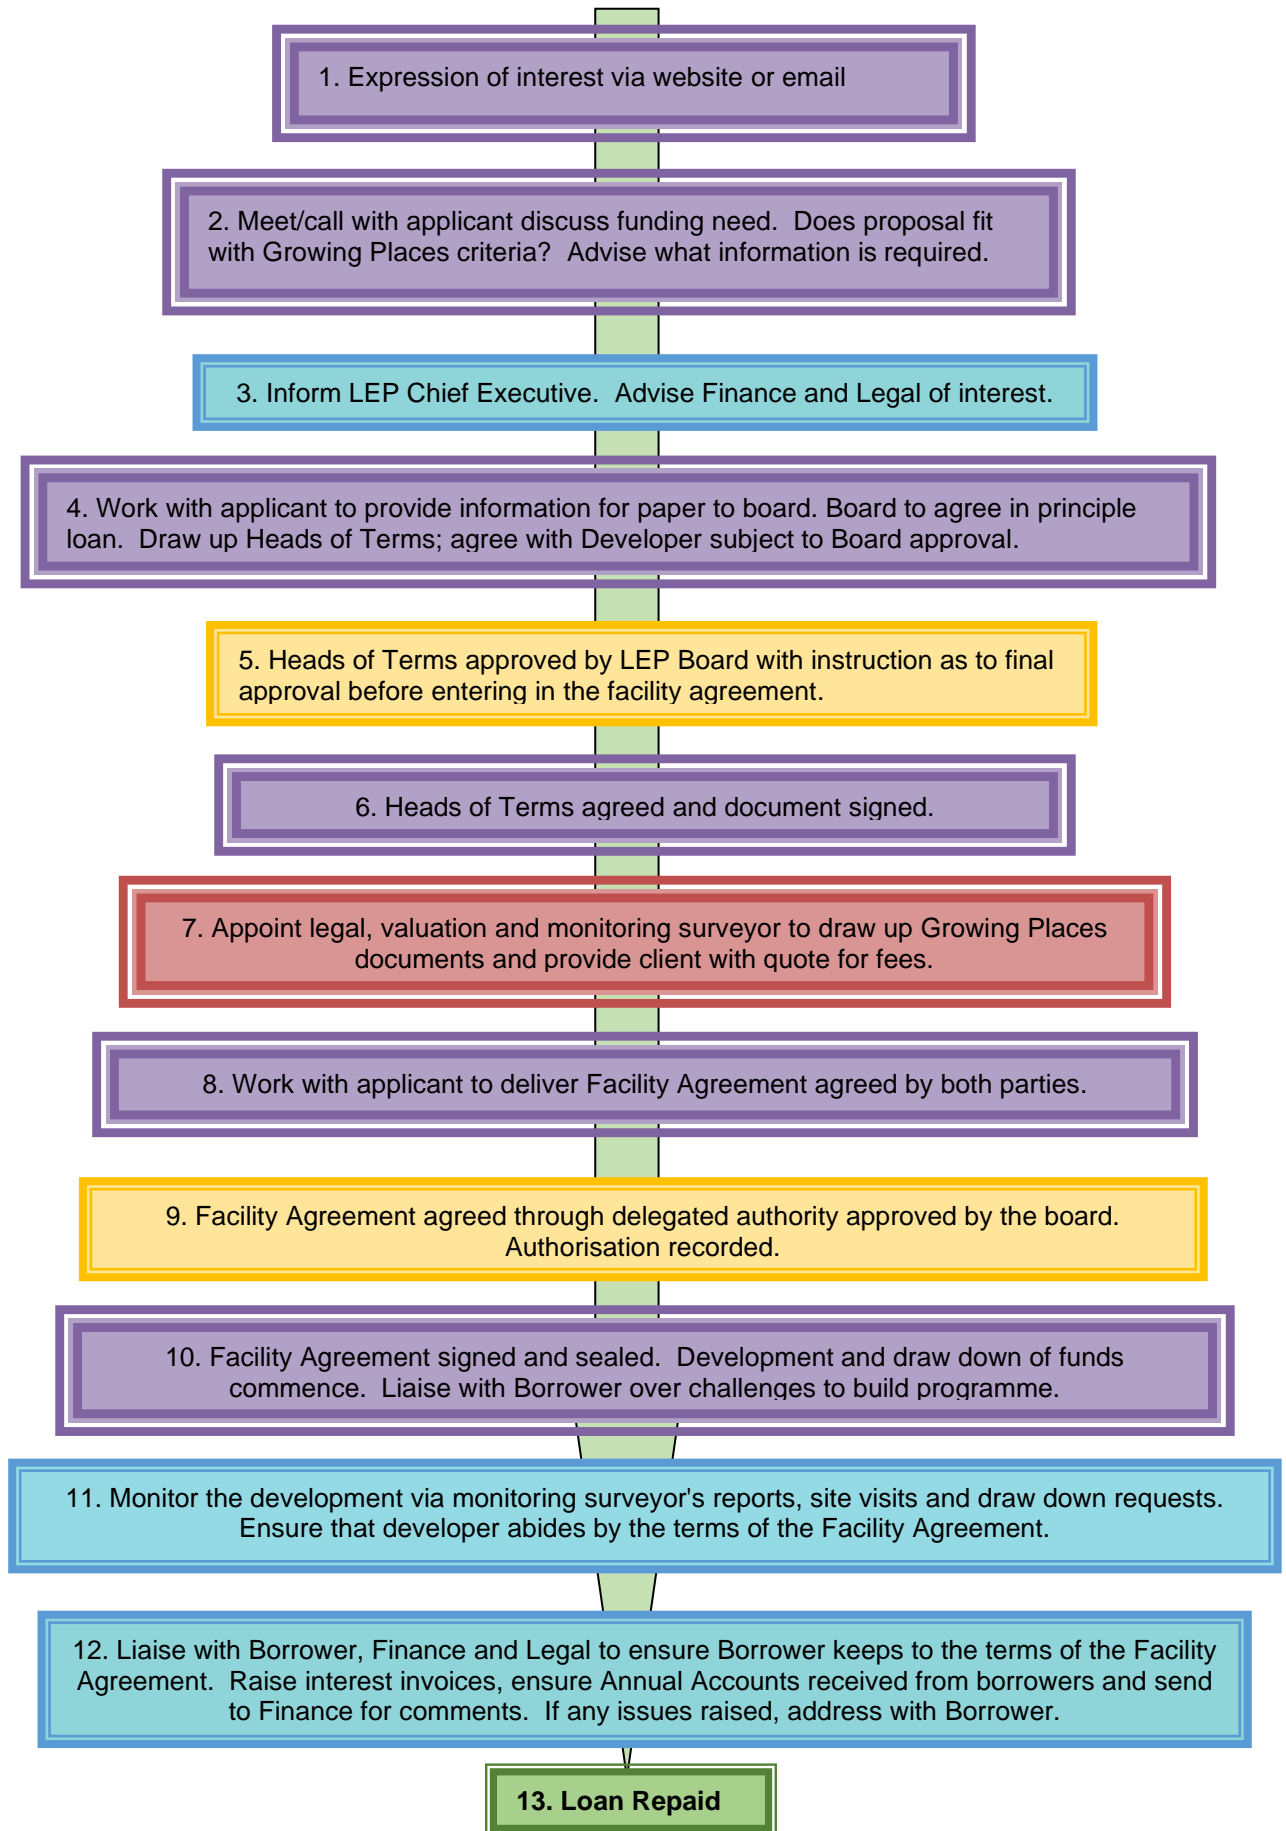 1. Expression of interest via website or email
2. Meet/call with applicant discuss funding need.  Does proposal fit
with Growing Places criteria?  Advise what information is required.
3. Inform LEP Chief Executive.  Advise Finance and Legal of interest.
4. Work with applicant to provide information for paper to board. Board to agree in principle
loan.  Draw up Heads of Terms; agree with Developer subject to Board approval.
5. Heads of Terms approved by LEP Board with instruction as to final
approval before entering in the facility agreement.
6. Heads of Terms agreed and document signed.
7. Appoint legal, valuation and monitoring surveyor to draw up Growing Places
documents and provide client with quote for fees.
8. Work with applicant to deliver Facility Agreement agreed by both parties.
9. Facility Agreement agreed through delegated authority approved by the board.
Authorisation recorded.
10. Facility Agreement signed and sealed.  Development and draw down of funds
commence.  Liaise with Borrower over challenges to build programme.
11. Monitor the development via monitoring surveyor's reports, site visits and draw down requests.
Ensure that developer abides by the terms of the Facility Agreement.
12. Liaise with Borrower, Finance and Legal to ensure Borrower keeps to the terms of the Facility
Agreement.  Raise interest invoices, ensure Annual Accounts received from borrowers and send
to Finance for comments.  If any issues raised, address with Borrower.
13. Loan Repaid